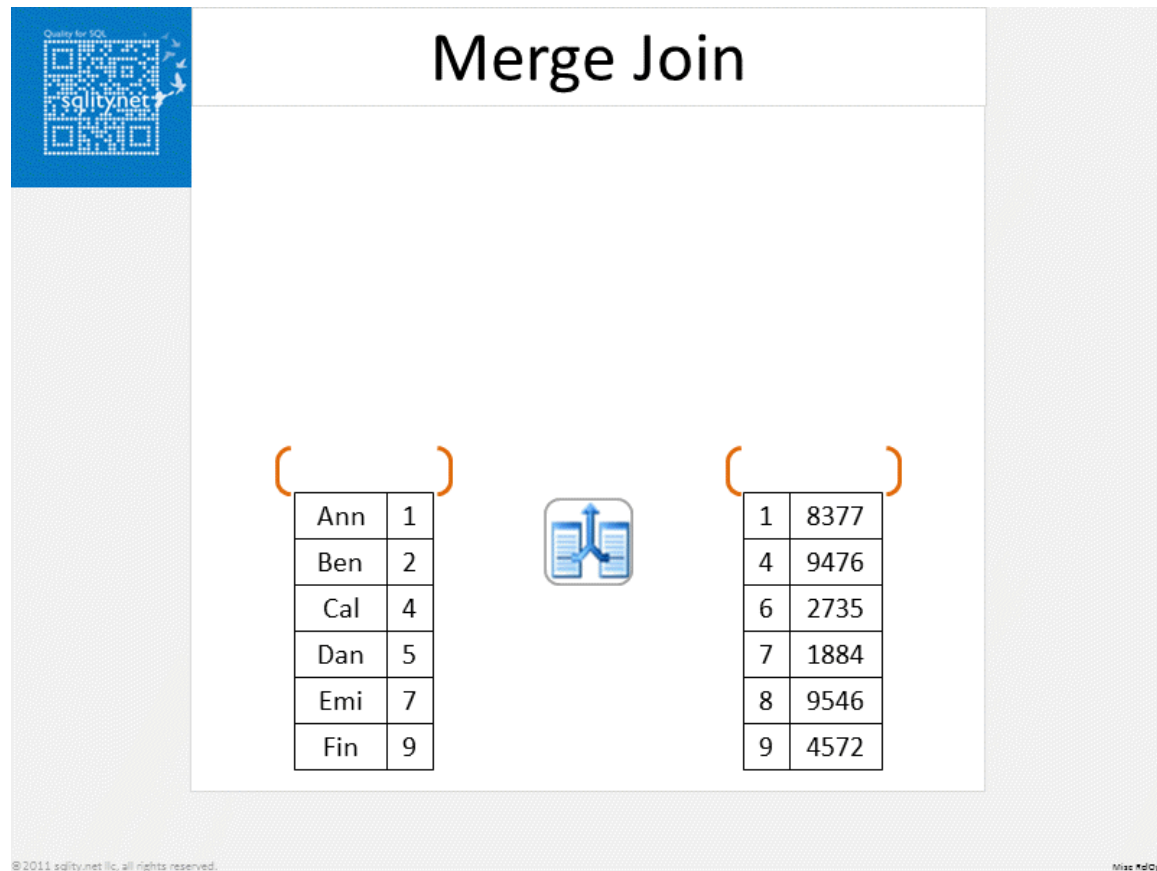 Quality for SQL
sqlity.net
Merge Join
Ann 1
Ben 2
Cal 4
Dan 5
Emi 7
Fin 9
1 8377
4 9476
6 2735
7 1884
8 9546
9 4572
©2011 sqlity.net llc. all rights reserved.
Misc RelO